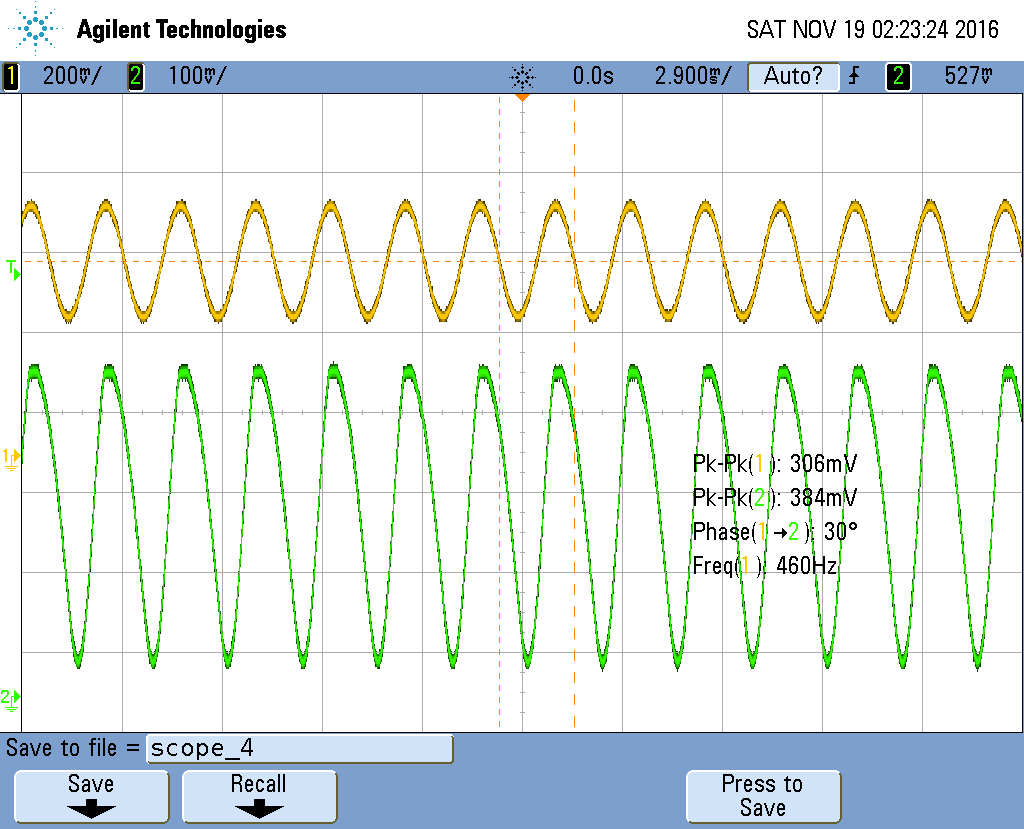 Agilent Technologies
SAT NOV 19 02:23:24 2016
1 200mV/ 2 100mV/ 0.0s 2.900ms/ Auto? 2 527mV
T
1
Pk-Pk(1): 306mV
Pk-Pk(2): 384mV
Phase(1→2): 30°
Freq(1): 460Hz
2
Save to file = scope_4
Save
Recall
Press to
Save